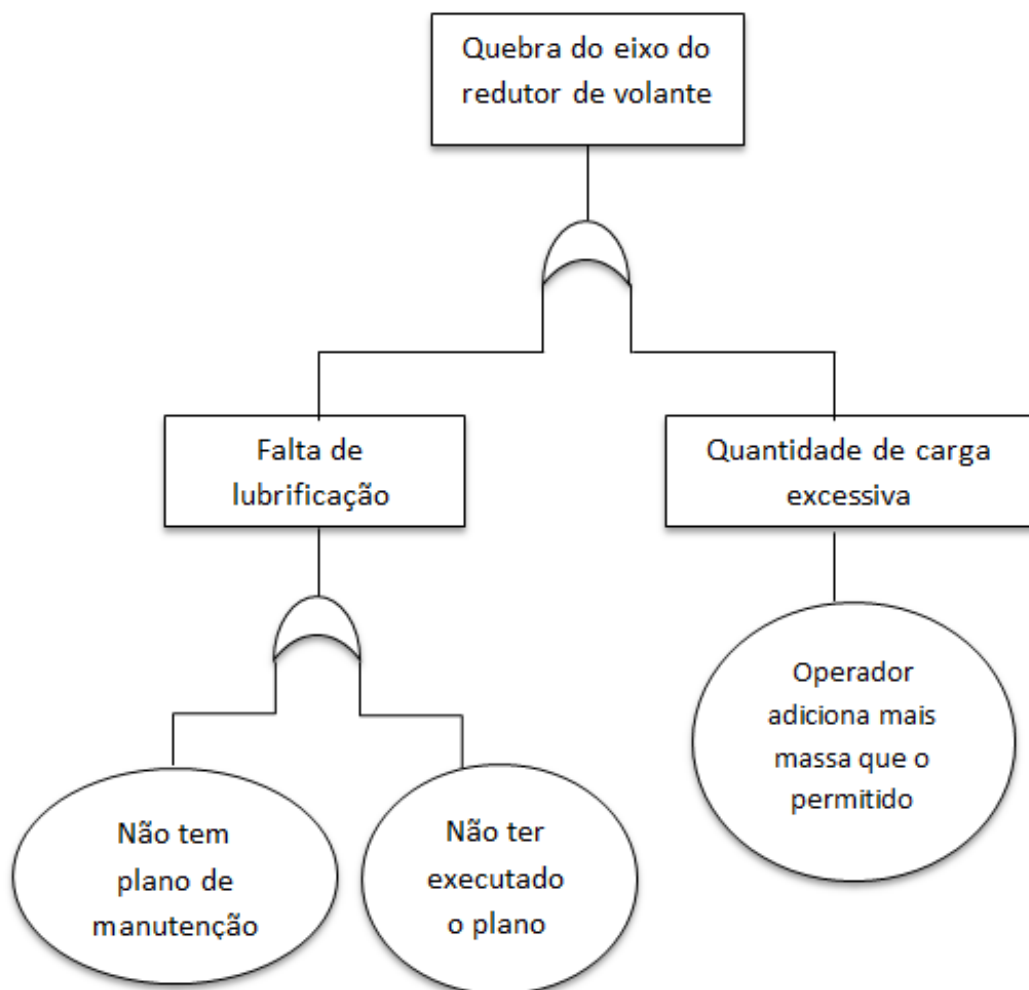 Quebra do eixo do
redutor de volante
Falta de
lubrificação
Quantidade de carga
excessiva
Não tem
plano de
manutenção
Não ter
executado
o plano
Operador
adiciona mais
massa que o
permitido